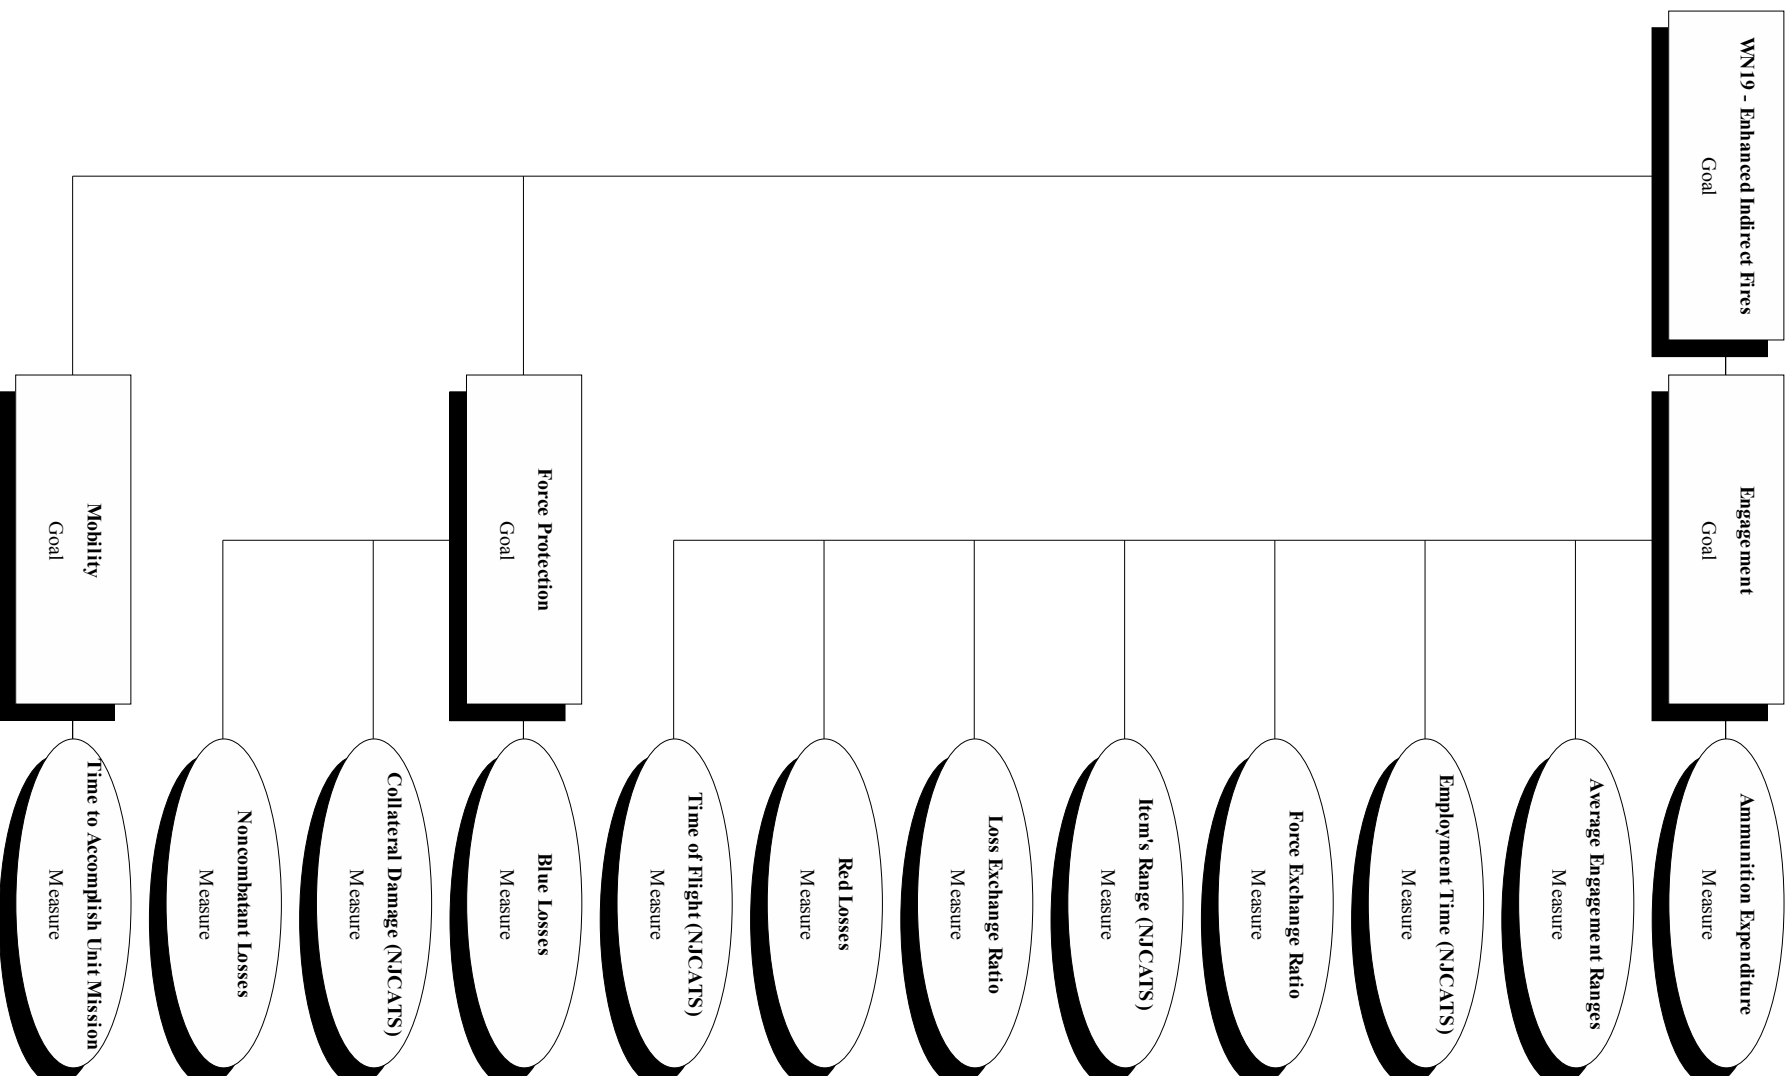 WN19 - Enhanced Indirect Fires
Goal
Engagement
Goal
Ammunition Expenditure
Measure
Average Engagement Ranges
Measure
Employment Time (NJCATS)
Measure
Force Exchange Ratio
Measure
Item's Range (NJCATS)
Measure
Loss Exchange Ratio
Measure
Red Losses
Measure
Time of Flight (NJCATS)
Measure
Force Protection
Goal
Blue Losses
Measure
Collateral Damage (NJCATS)
Measure
Noncombatant Losses
Measure
Mobility
Goal
Time to Accomplish Unit Mission
Measure